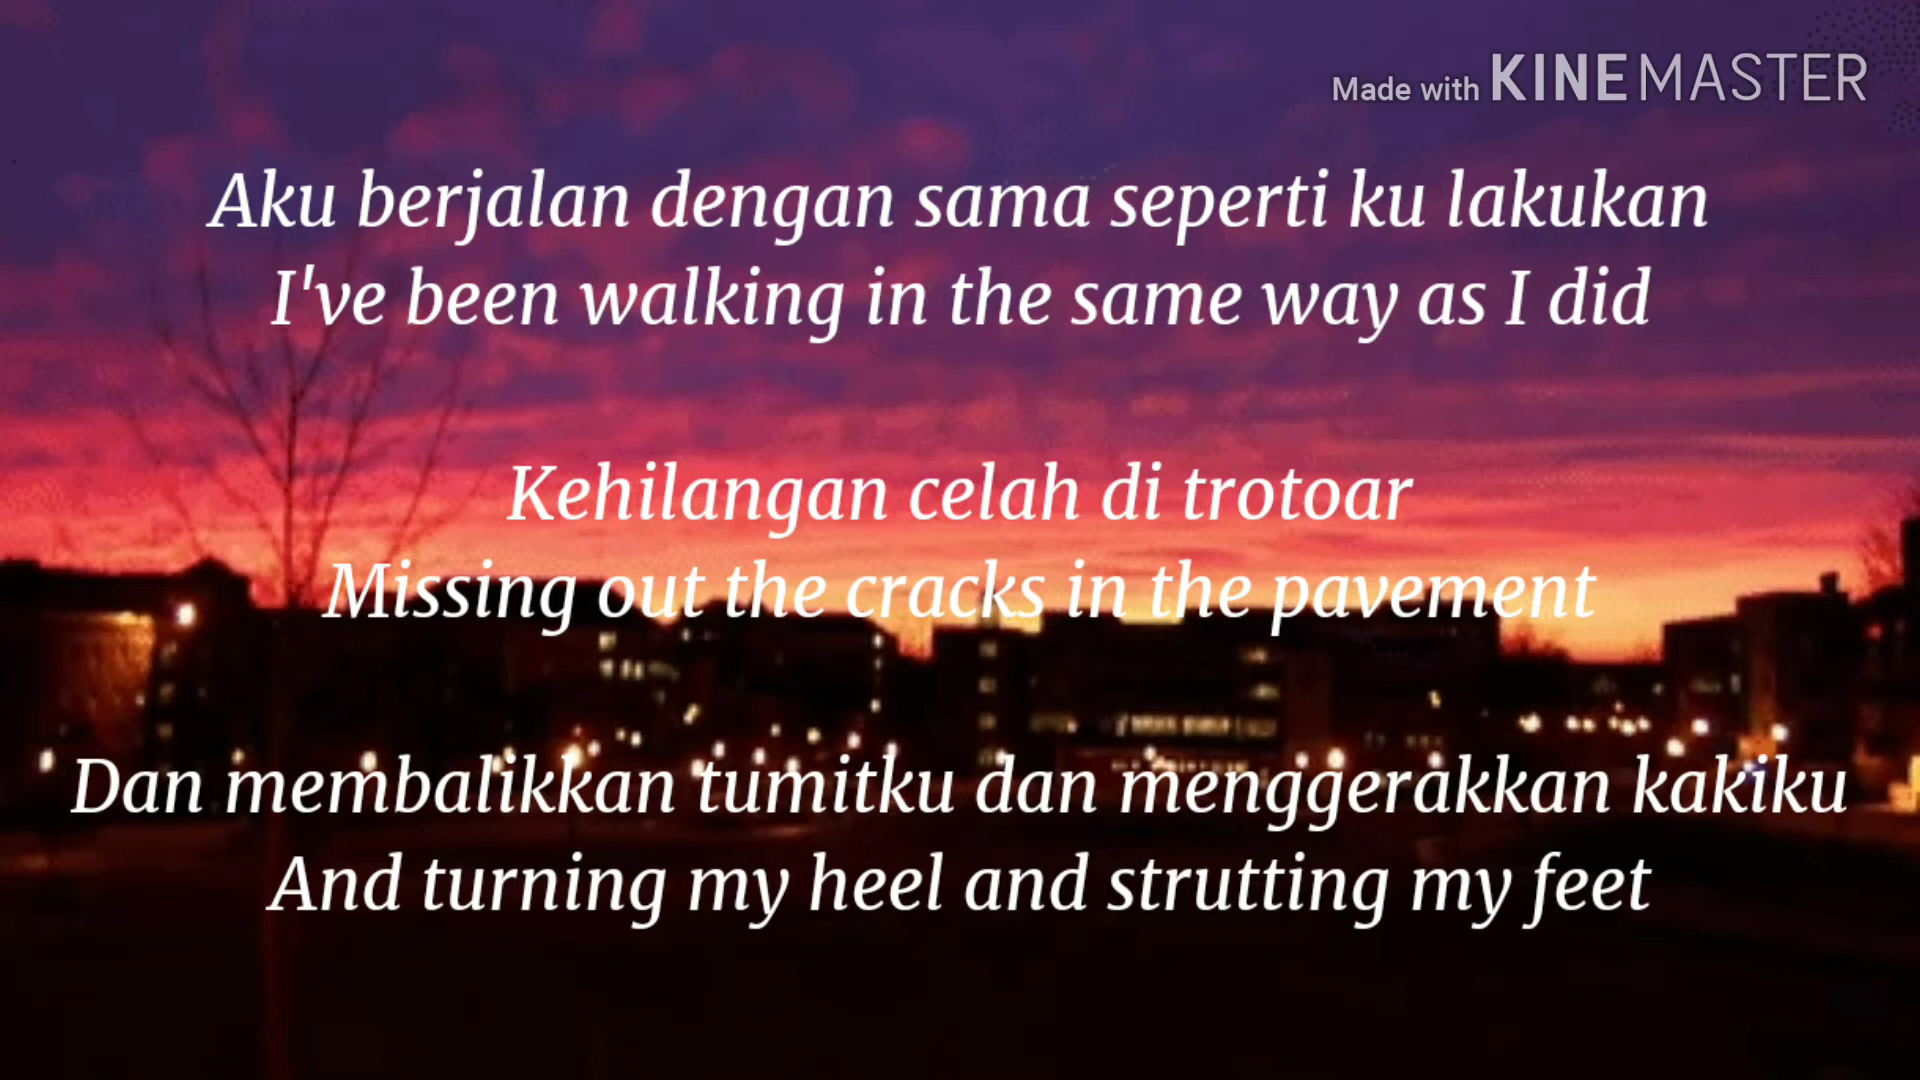 Made with KINEMASTER
Aku berjalan dengan sama seperti ku lakukan
I've been walking in the same way as I did
Kehilangan celah di trotoar
Missing out the cracks in the pavement
Dan membalikkan tumitku dan menggerakkan kakiku
And turning my heel and strutting my feet